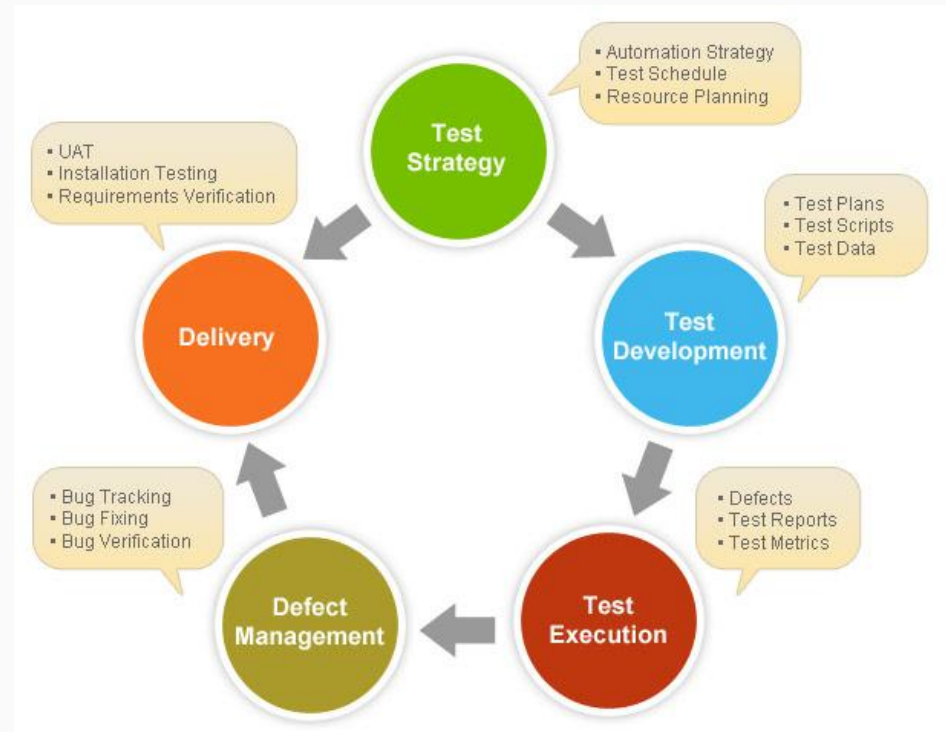 Test
Strategy
▪ Automation Strategy
▪ Test Schedule
▪ Resource Planning
Test
Development
▪ Test Plans
▪ Test Scripts
▪ Test Data
Test
Execution
▪ Defects
▪ Test Reports
▪ Test Metrics
Defect
Management
▪ Bug Tracking
▪ Bug Fixing
▪ Bug Verification
Delivery
▪ UAT
▪ Installation Testing
▪ Requirements Verification